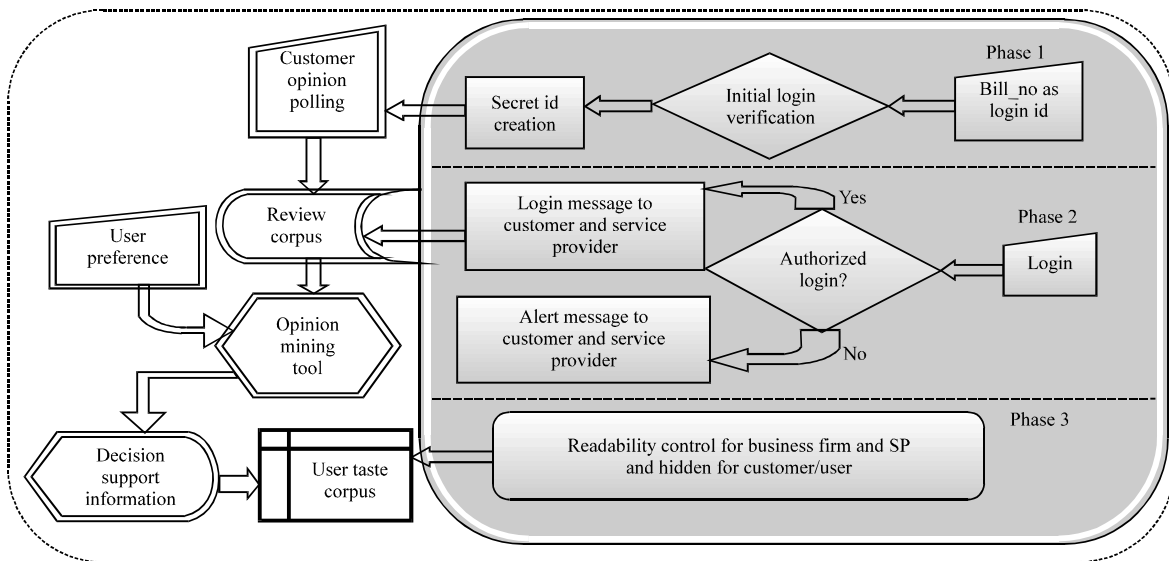 Customer
opinion
polling
Secret id
creation
Initial login
verification
Phase 1
Bill_no as
login id
User
preference
Review
corpus
Login message to
customer and service
provider
Yes
Authorized
login?
Phase 2
Login
Opinion
mining
tool
Alert message to
customer and service
provider
No
Decision
support
information
User taste
corpus
Phase 3
Readability control for business firm and SP
and hidden for customer/user